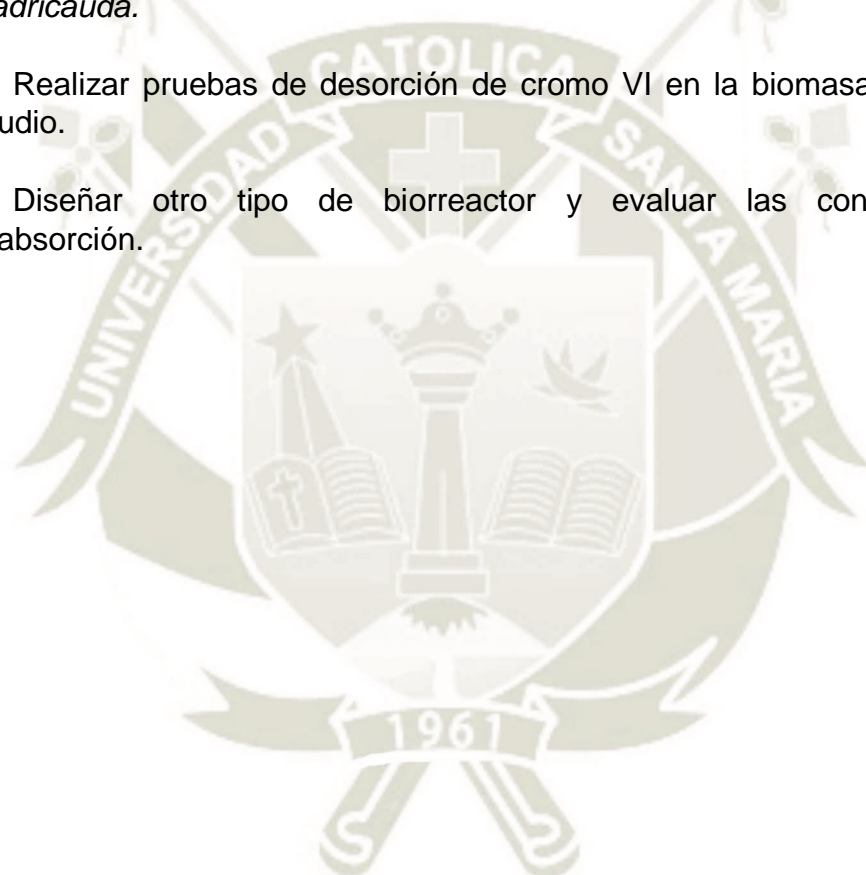 adricauda.
Realizar pruebas de desorción de cromo VI en la biomasa
udio.
Diseñar otro tipo de biorreactor y evaluar las con
absorción.
UNIVERSIDAD CATOLICA SANTA MARIA
1961